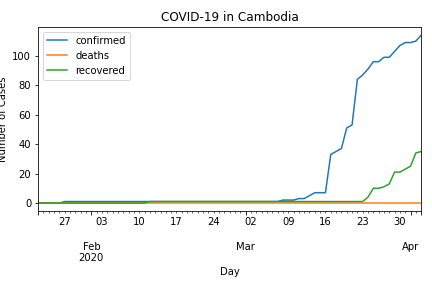 COVID-19 in Cambodia
confirmed
deaths
recovered
Number of Cases
100
80
60
40
20
0
27 03 10 17 24 02 09 16 23 30
Feb Mar Apr
2020
Day